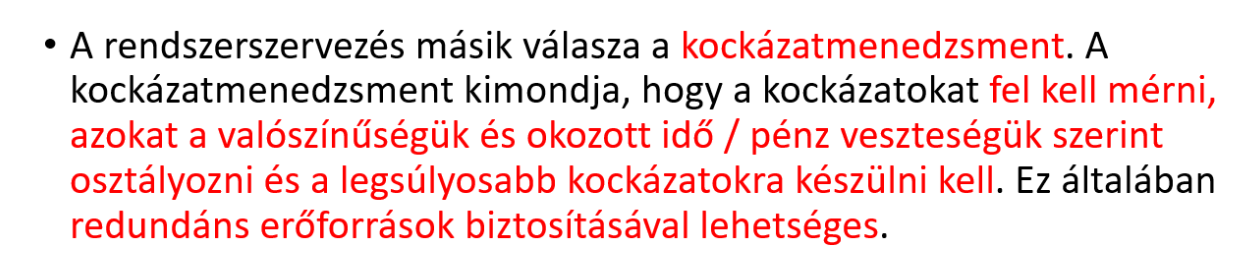 • A rendszerszervezés másik válasza a kockázatmenedzsment. A
kockázatmenedzsment kimondja, hogy a kockázatokat fel kell mérni,
azokat a valószínűségük és okozott idő / pénz veszteségük szerint
osztályozni és a legsúlyosabb kockázatokra készülni kell. Ez általában
redundáns erőforrások biztosításával lehetséges.